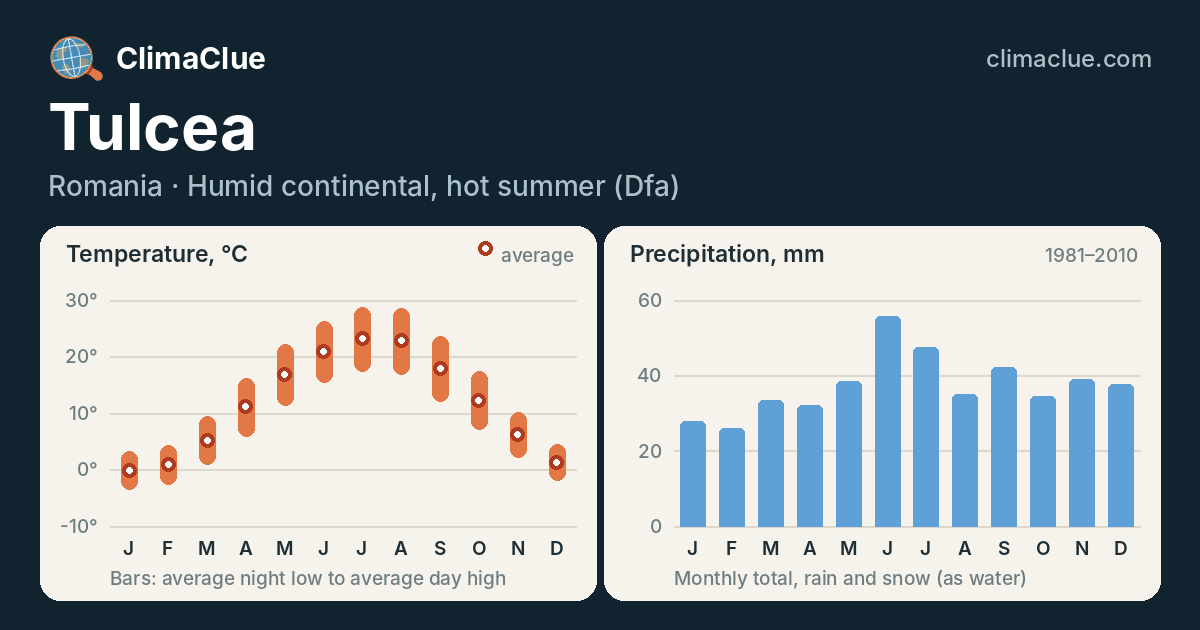 ClimaClue
climaclue.com
Tulcea
Romania · Humid continental, hot summer (Dfa)
Temperature, °C
average
30°
20°
10°
0°
-10°
J F M A M J J A S O N D
Bars: average night low to average day high
Precipitation, mm
1981–2010
60
40
20
0
J F M A M J J A S O N D
Monthly total, rain and snow (as water)